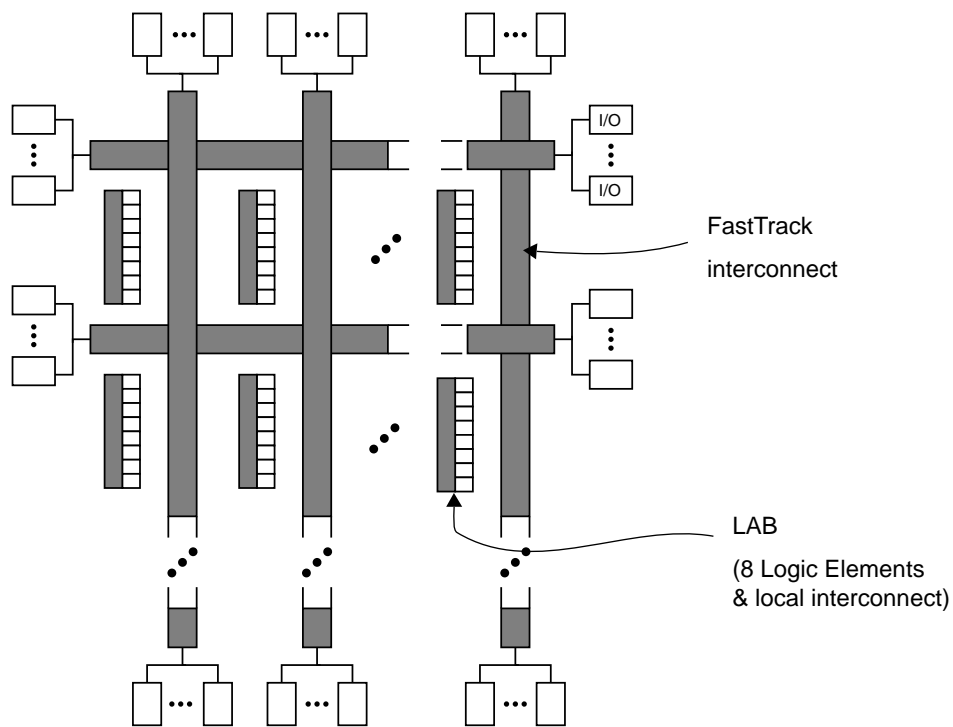 I/O
I/O
FastTrack
interconnect
LAB
(8 Logic Elements
& local interconnect)